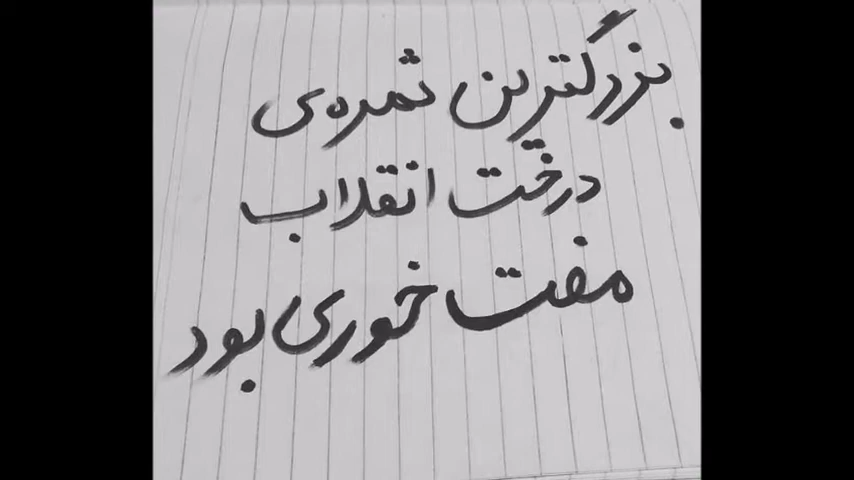 بزرگترین ثمره‌ی
درخت انقلاب
مفت خوری بود